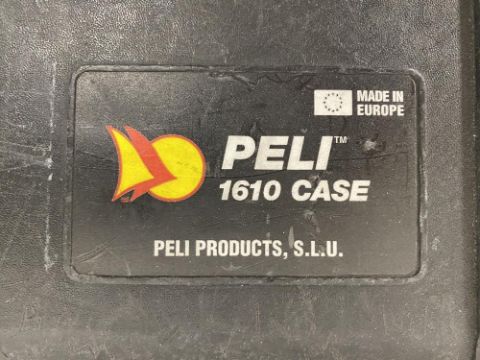 MADE IN
EUROPE
PELI™
1610 CASE
PELI PRODUCTS, S.L.U.